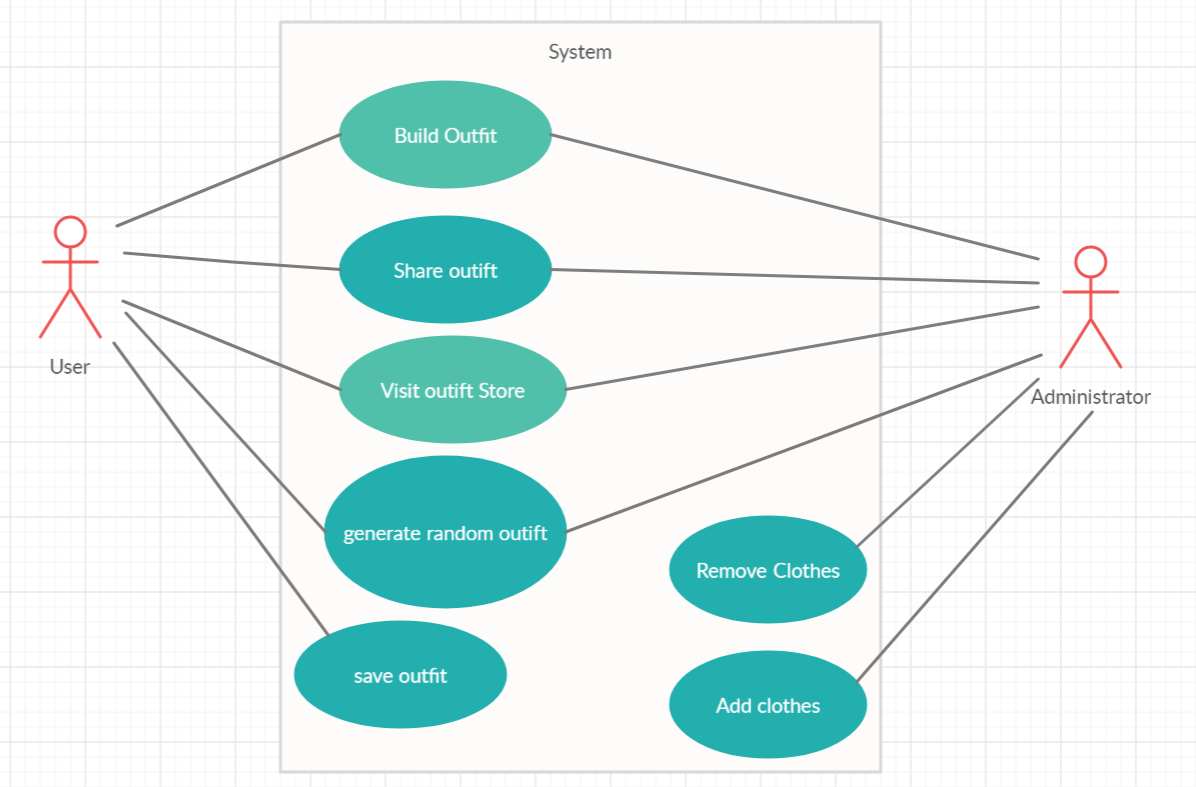 System
Build Outfit
Share outift
User
Visit outift Store
Administrator
generate random outift
Remove Clothes
save outfit
Add clothes